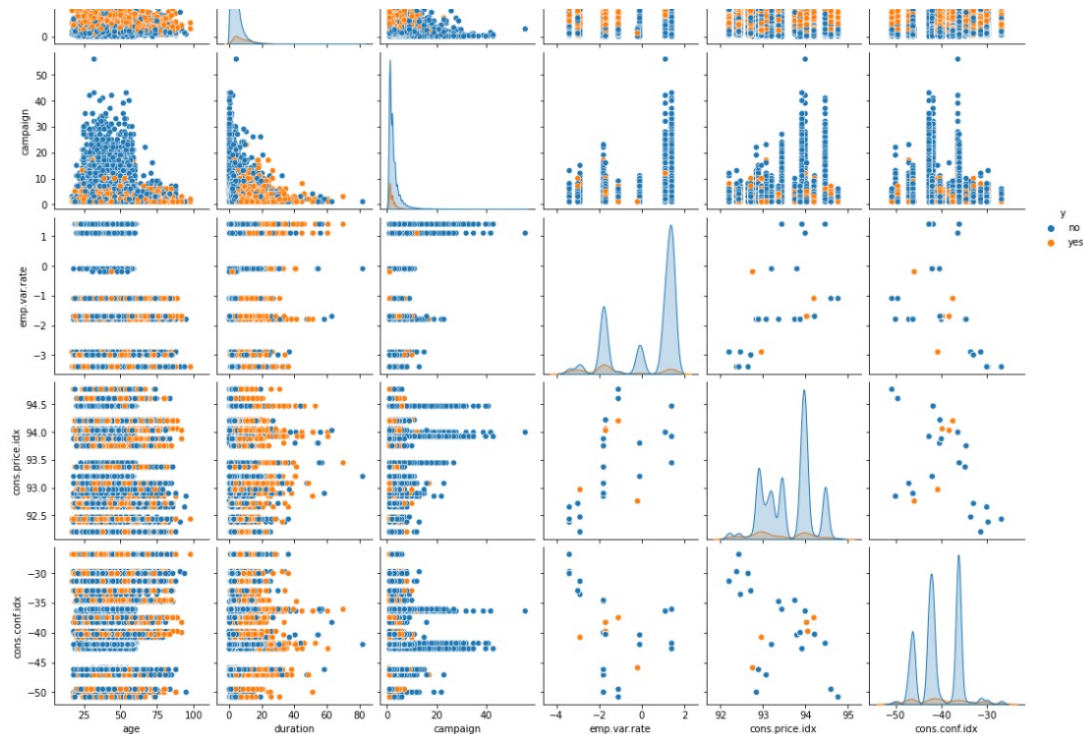 0
campaign
50
40
30
20
10
0
y
no
yes
emp.var.rate
1
0
−1
−2
−3
cons.price.idx
94.5
94.0
93.5
93.0
92.5
cons.conf.idx
−30
−35
−40
−45
−50
25 50 75 100 0 20 40 60 80 0 20 40 −4 −2 0 2 92 93 94 95 −50 −40 −30
age duration campaign emp.var.rate cons.price.idx cons.conf.idx